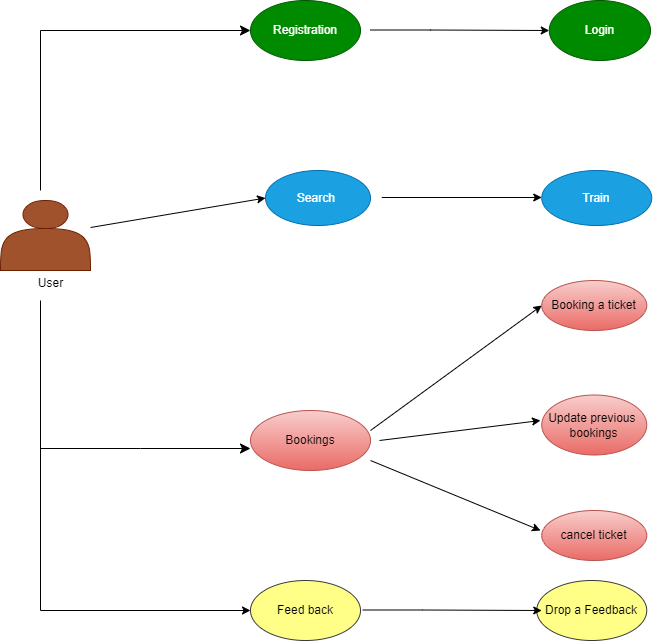 Registration
Login
Search
Train
User
Booking a ticket
Update previous
bookings
Bookings
cancel ticket
Feed back
Drop a Feedback